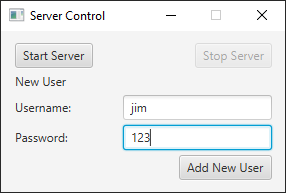 Server Control
Start Server
Stop Server
New User
Username:
jim
Password:
123
Add New User